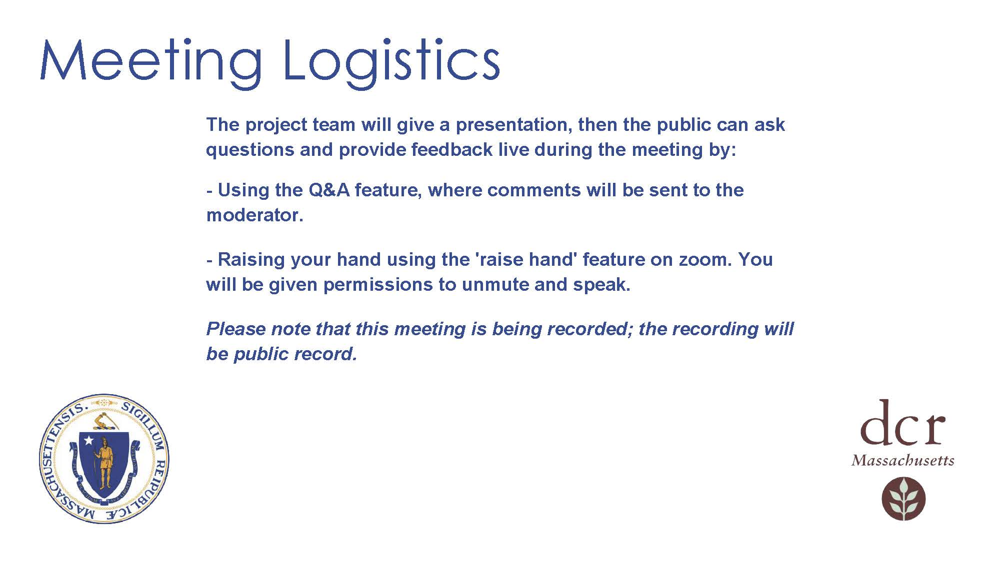 Meeting Logistics
The project team will give a presentation, then the public can ask
questions and provide feedback live during the meeting by:
- Using the Q&A feature, where comments will be sent to the
moderator.
- Raising your hand using the 'raise hand' feature on zoom. You
will be given permissions to unmute and speak.
Please note that this meeting is being recorded; the recording will
be public record.
SIGILLUM REIPUBLICÆ MASSACHUSETTENSIS.
dcr
Massachusetts